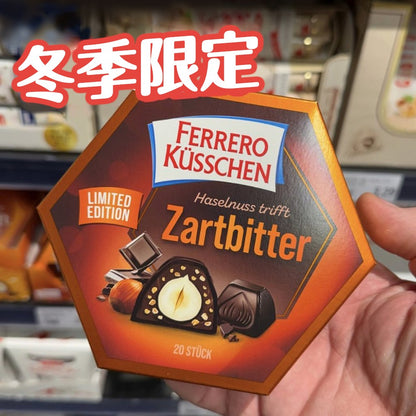 冬季限定
FERRERO
KÜSSCHEN
LIMITED
EDITION
Haselnuss trifft
Zartbitter
20 STÜCK